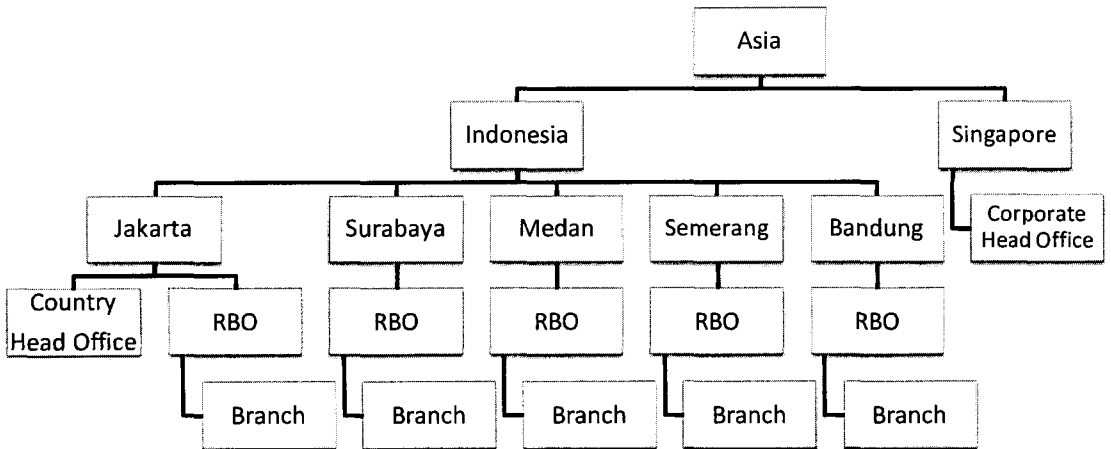 Asia
Indonesia
Singapore
Jakarta
Surabaya
Medan
Semerang
Bandung
Corporate
Head Office
Country
Head Office
RBO
RBO
RBO
RBO
RBO
Branch
Branch
Branch
Branch
Branch